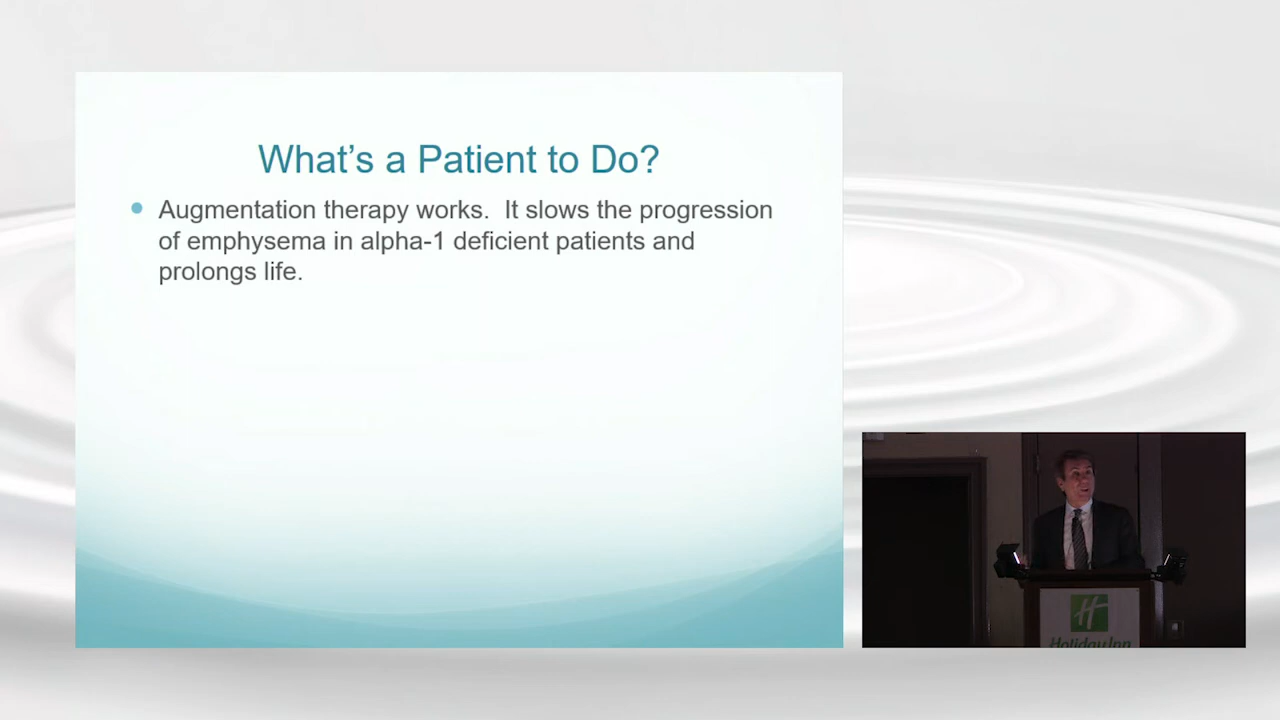 What's a Patient to Do?
Augmentation therapy works.  It slows the progression
of emphysema in alpha-1 deficient patients and
prolongs life.
H
Holiday Inn